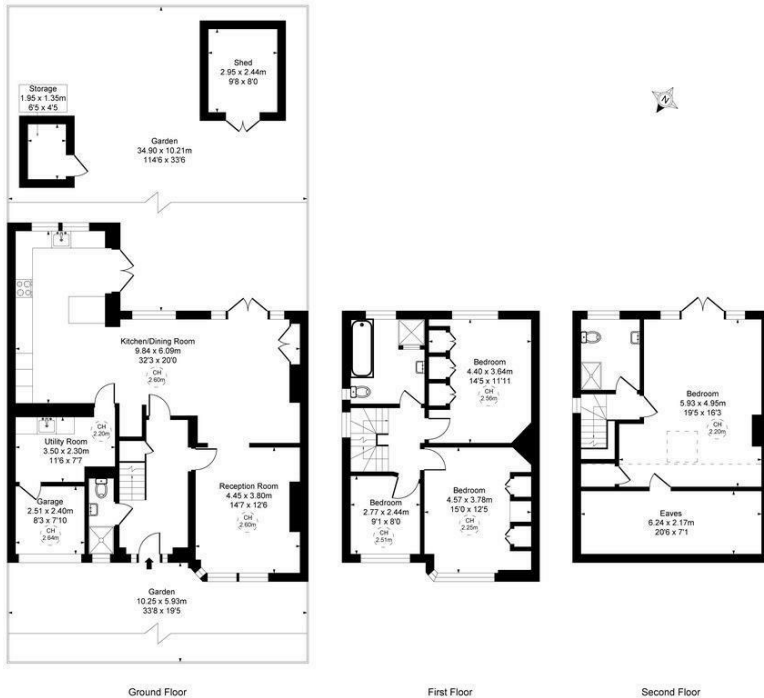 Shed
2.95 x 2.44m
9'8 x 8'0
Storage
1.95 x 1.35m
6'5 x 4'5
Garden
34.90 x 10.21m
114'6 x 33'6
N
Kitchen/Dining Room
9.84 x 6.09m
32'3 x 20'0
CH
2.60m
Utility Room
3.50 x 2.30m
11'6 x 7'7
CH
2.20m
Garage
2.51 x 2.40m
8'3 x 7'10
CH
2.64m
Reception Room
4.45 x 3.80m
14'7 x 12'6
CH
2.60m
Garden
10.25 x 5.93m
33'8 x 19'5
Ground Floor
Bedroom
4.40 x 3.64m
14'5 x 11'11
CH
2.56m
Bedroom
2.77 x 2.44m
9'1 x 8'0
CH
2.51m
Bedroom
4.57 x 3.78m
15'0 x 12'5
CH
2.25m
First Floor
Bedroom
5.93 x 4.95m
19'5 x 16'3
CH
2.20m
Eaves
6.24 x 2.17m
20'6 x 7'1
Second Floor